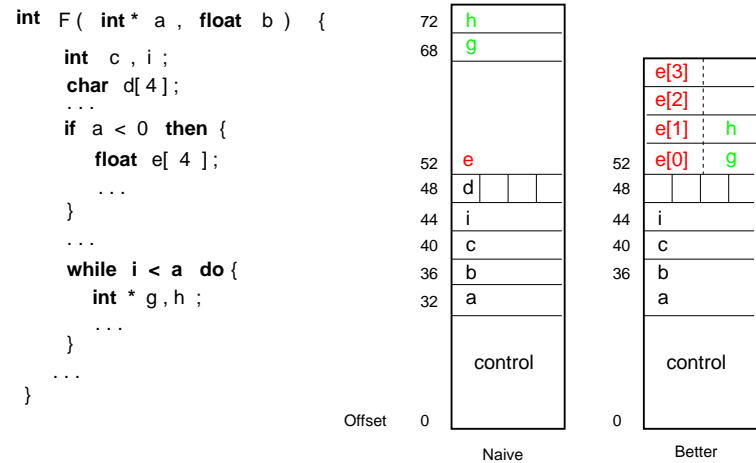 int F ( int * a , float b ) {
int c , i ;
char d[ 4 ] ;
. . .
if a < 0 then {
float e[ 4 ] ;
. . .
}
. . .
while i < a do {
int * g , h ;
. . .
}
. . .
}
72 h
68 g
52 e
48 d
44 i
40 c
36 b
32 a
control
Offset 0
Naive
e[3]
e[2]
e[1] h
52 e[0] g
48
44 i
40 c
36 b
a
control
0
Better